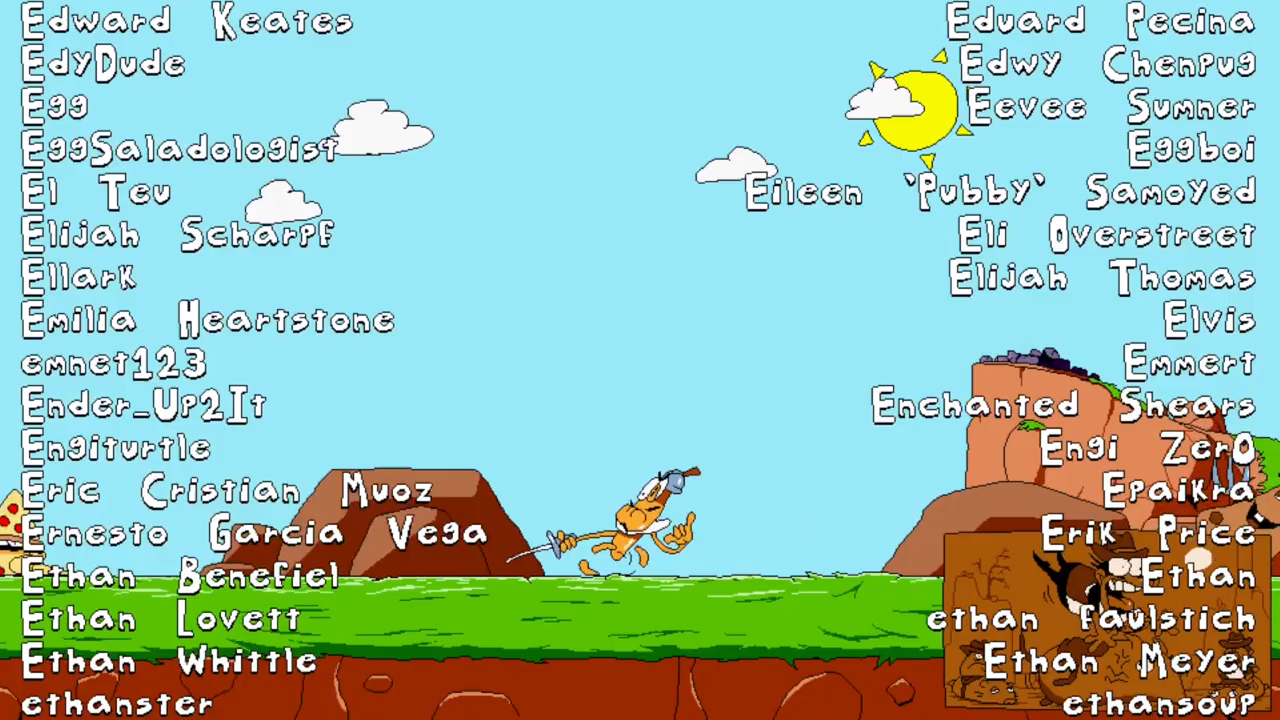 Edward Keates
Eduard Pecina
EdyDude
Edwy Chenpug
Egg
Eevee Sumner
EggSaladologist
Eggboi
El Teu
Eileen 'Pubby' Samoyed
Elijah Scharpf
Eli Overstreet
Ellark
Elijah Thomas
Emilia Heartstone
Elvis
emnet123
Emmert
Ender_Up2It
Enchanted Shears
Engiturtle
Engi Zer0
Eric Cristian Muoz
Epaikra
Ernesto Garcia Vega
Erik Price
Ethan Benefiel
Ethan
Ethan Lovett
ethan faulstich
Ethan Whittle
Ethan Meyer
ethanster
ethansoup